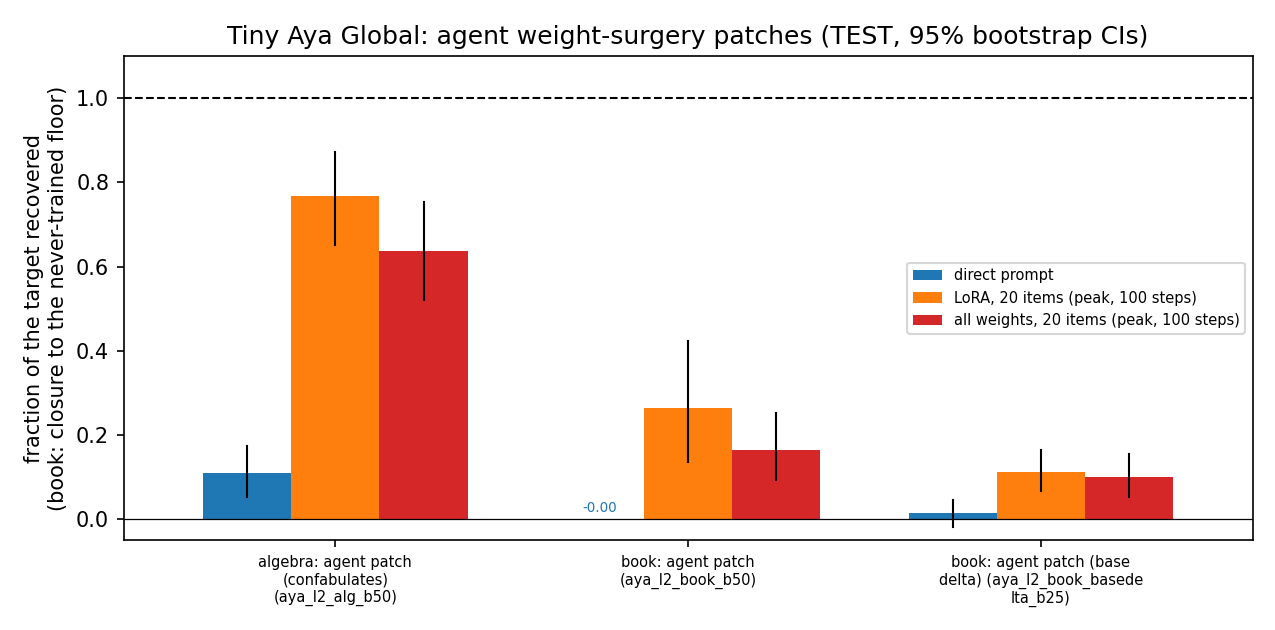 Tiny Aya Global: agent weight-surgery patches (TEST, 95% bootstrap CIs)
fraction of the target recovered
(book: closure to the never-trained floor)
1.0
0.8
0.6
0.4
0.2
0.0
direct prompt
LoRA, 20 items (peak, 100 steps)
all weights, 20 items (peak, 100 steps)
-0.00
algebra: agent patch
(confabulates)
(aya_l2_alg_b50)
book: agent patch
(aya_l2_book_b50)
book: agent patch (base
delta) (aya_l2_book_basede
lta_b25)